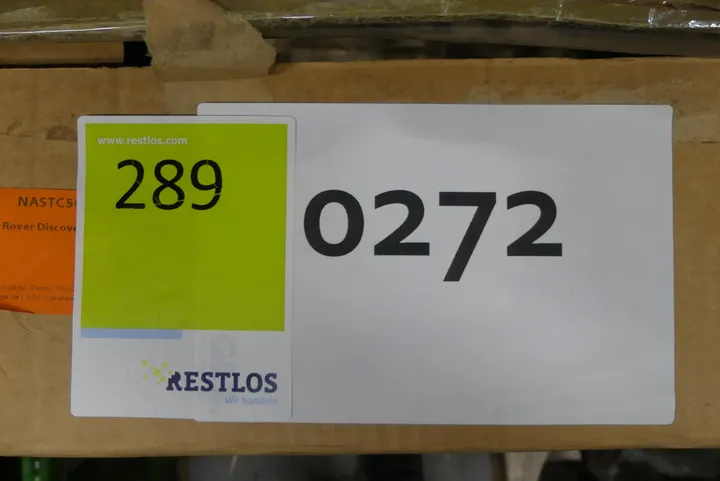 www.restlos.com
289
0272
NASTC5
Rover Discove
RESTLOS
Wir handeln.